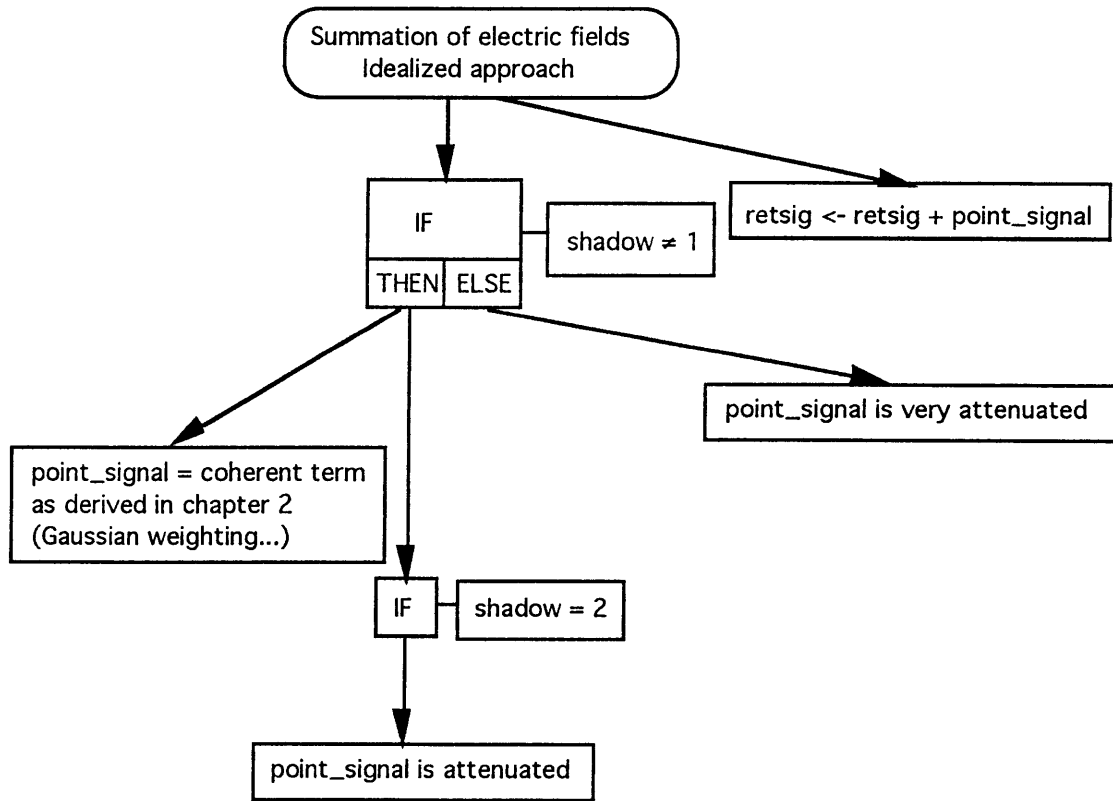 Summation of electric fields
Idealized approach
IF
shadow ≠ 1
retsig <- retsig + point_signal
THEN
ELSE
point_signal is very attenuated
point_signal = coherent term
as derived in chapter 2
(Gaussian weighting...)
IF
shadow = 2
point_signal is attenuated